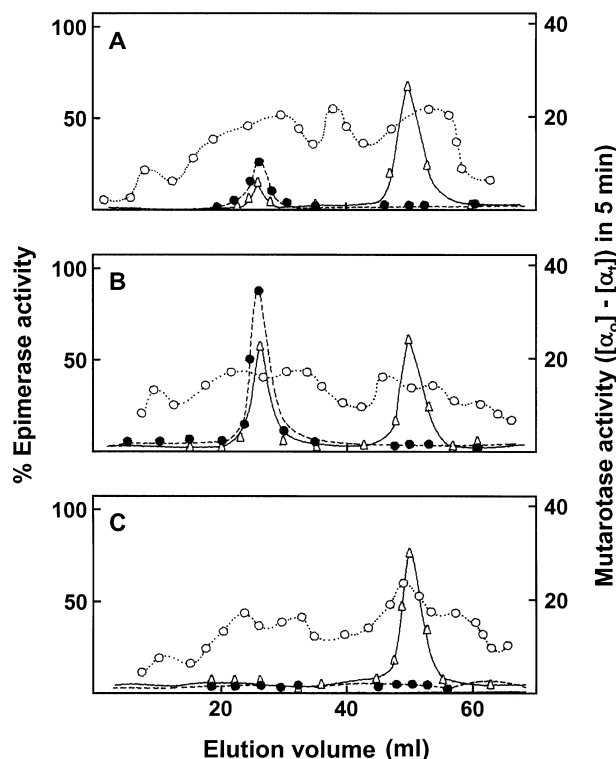 100
50
A
40
20
100
50
B
40
20
100
50
C
40
20
20
40
60
% Epimerase activity
Mutarotase activity ([α₀] - [αₜ]) in 5 min)
Elution volume (ml)